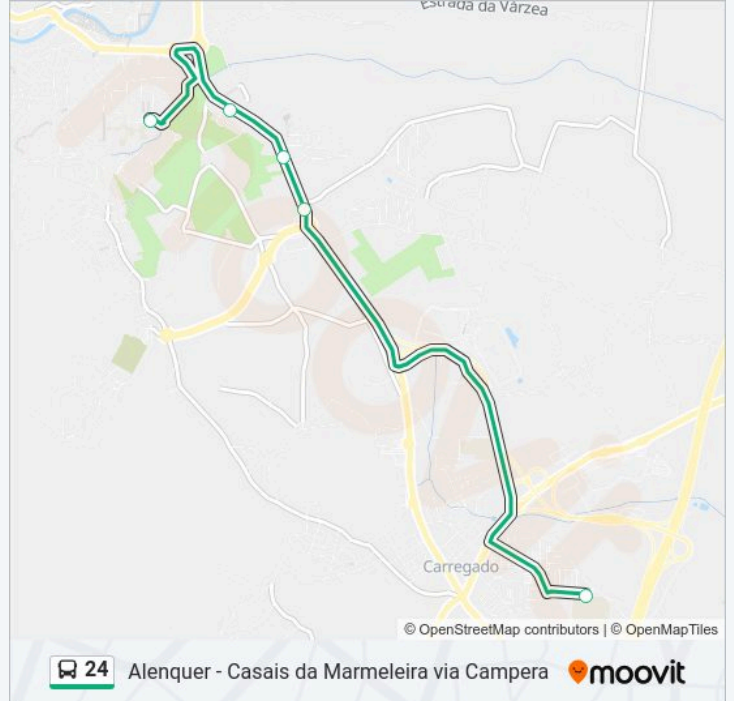 Estrada da Várzea
Carregado
© OpenStreetMap contributors | © OpenMapTiles
24 Alenquer - Casais da Marmeleira via Campera moovit